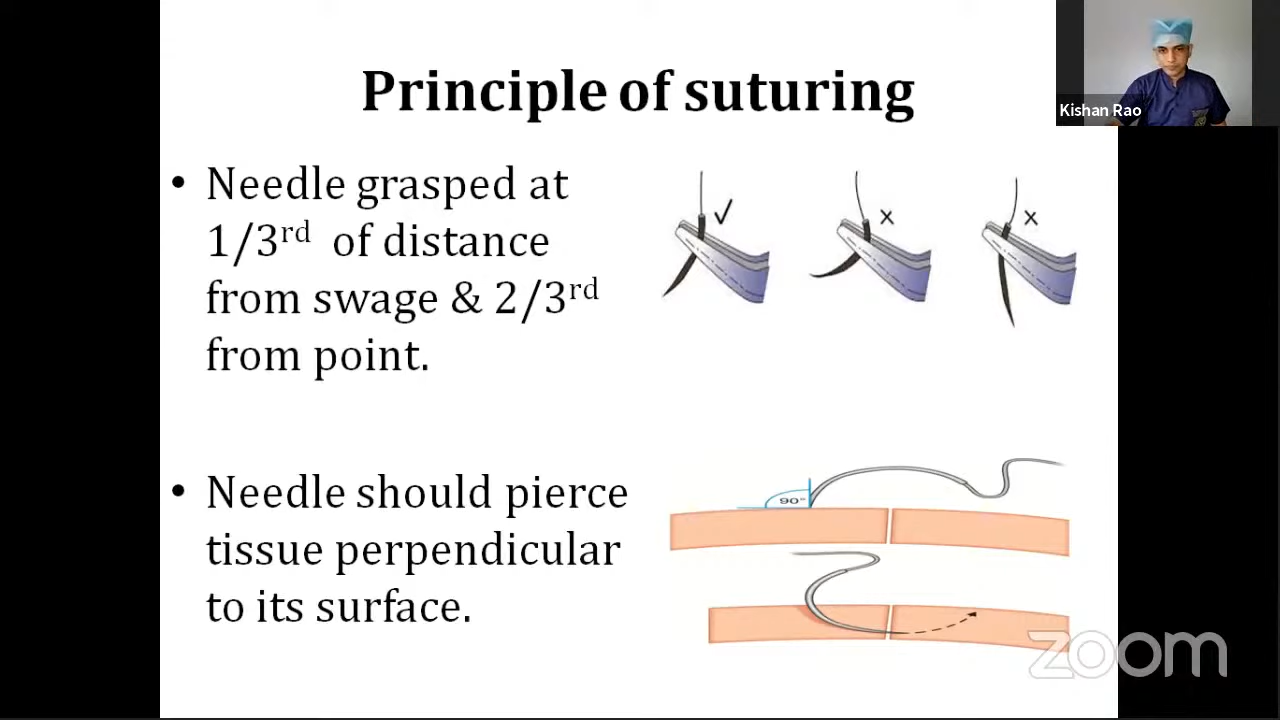 Principle of suturing
Kishan Rao
• Needle grasped at
1/3rd of distance
from swage & 2/3rd
from point.
✓
x
x
• Needle should pierce
tissue perpendicular
to its surface.
90°
zoom